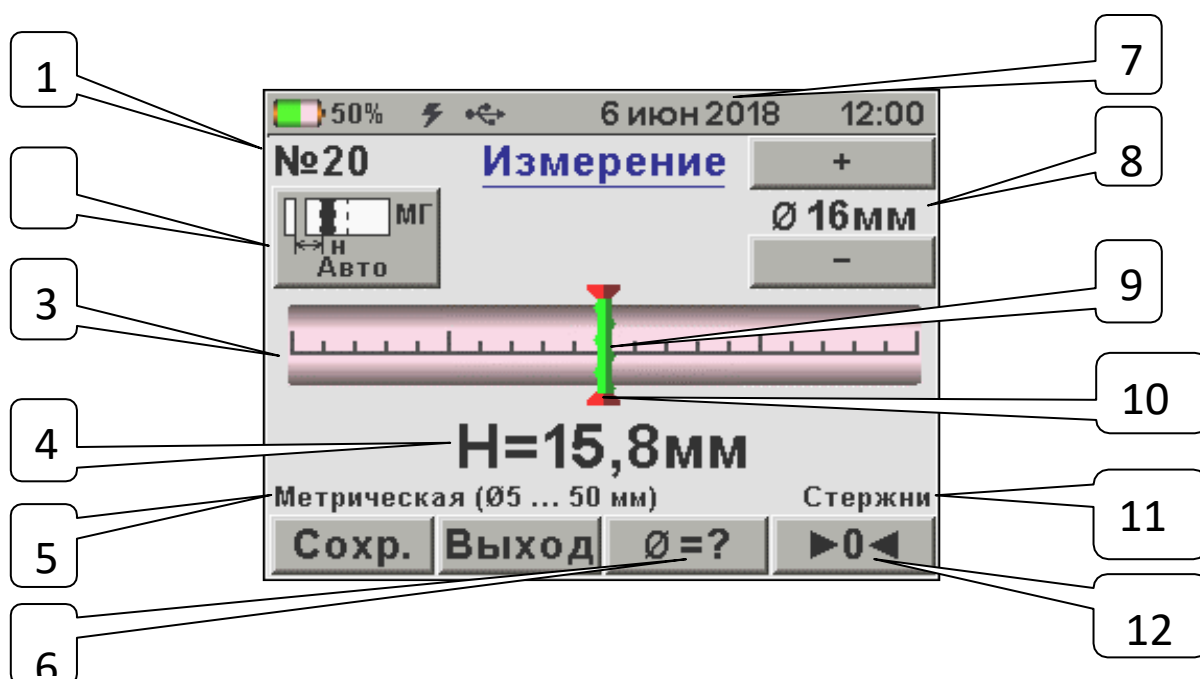 1
7
50% 6 июн 2018 12:00
№20 Измерение +
8
МГ
Ø 16мм
н
Авто
−
3
9
10
4
H=15,8мм
Метрическая (Ø5 ... 50 мм) Стержни
11
5
Сохр. Выход Ø =? ►0◄
12
6